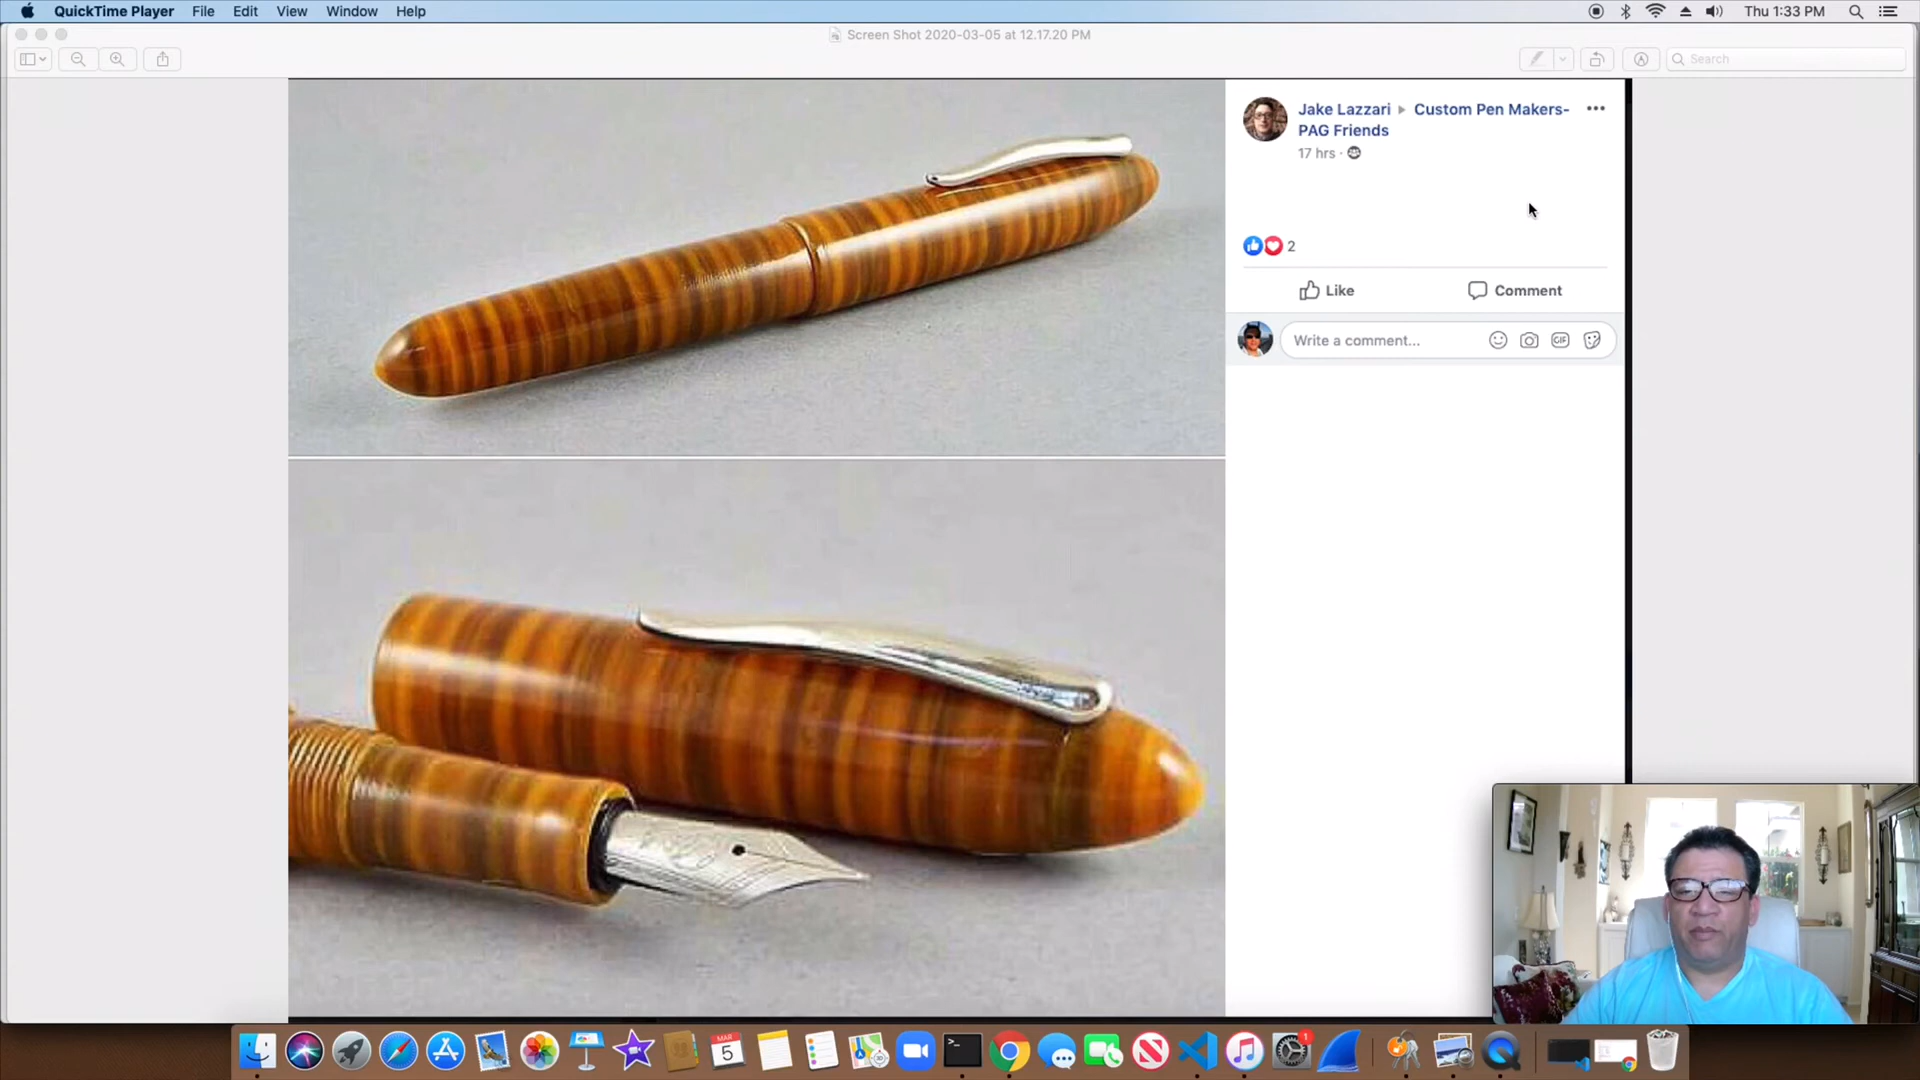 QuickTime Player File Edit View Window Help Thu 1:33 PM
Screen Shot 2020-03-05 at 12.17.20 PM
Search
Jake Lazzari ▸ Custom Pen Makers-
PAG Friends
17 hrs ·
2
Like Comment
Write a comment... GIF
MAR
5
1